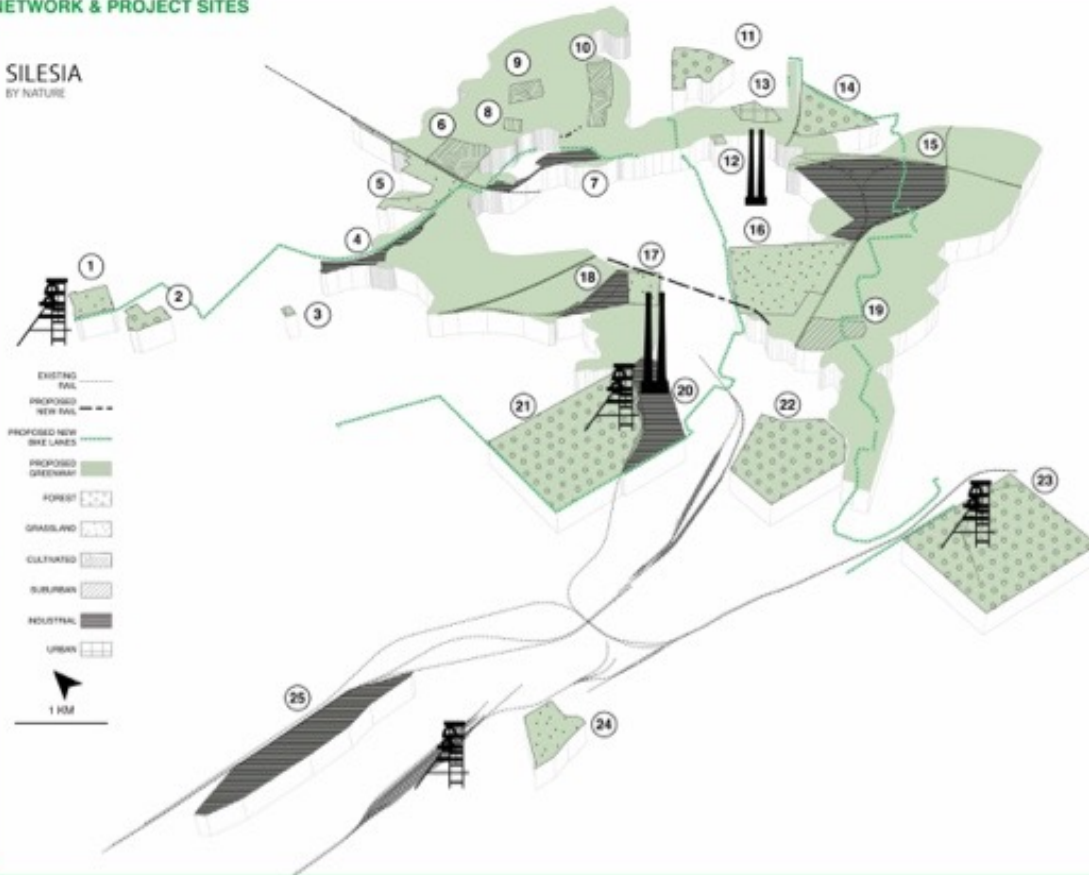 NETWORK & PROJECT SITES
SILESIA
BY NATURE
1
2
3
4
5
6
7
8
9
10
11
12
13
14
15
16
17
18
19
20
21
22
23
24
25
EXISTING
RAIL
PROPOSED
NEW RAIL
PROPOSED NEW
BIKE LANES
PROPOSED
GREENWAY
FOREST
GRASSLAND
CULTIVATED
SUBURBAN
INDUSTRIAL
URBAN
1 KM